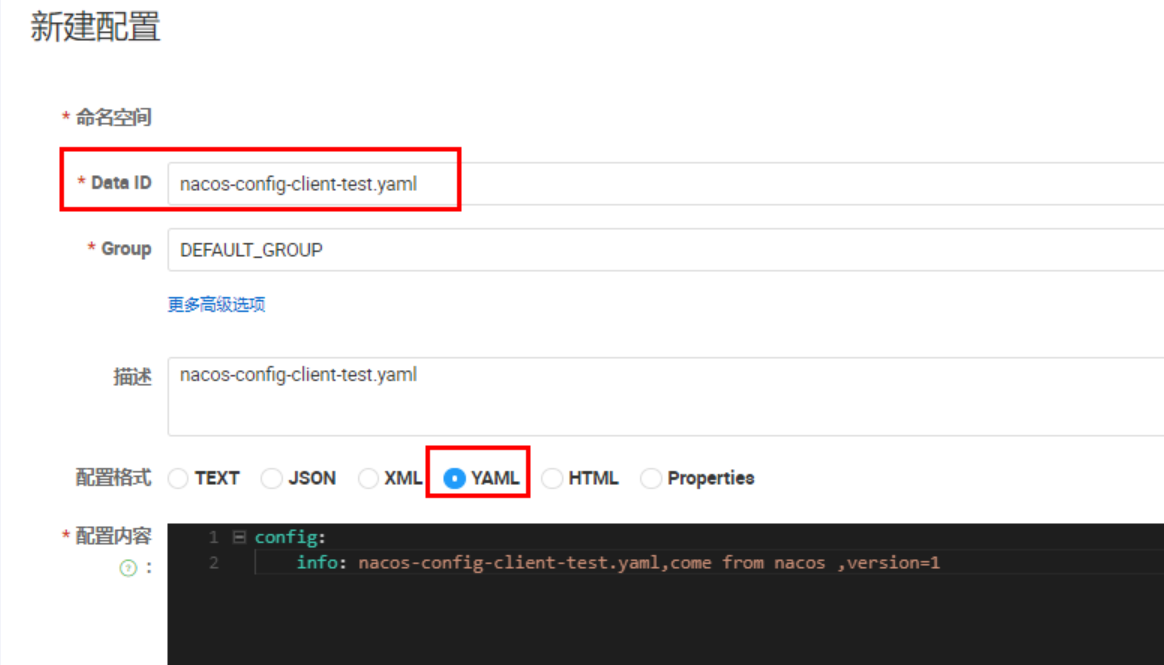 新建配置
* 命名空间
* Data ID nacos-config-client-test.yaml
* Group DEFAULT_GROUP
更多高级选项
描述 nacos-config-client-test.yaml
配置格式 TEXT JSON XML YAML HTML Properties
* 配置内容 1 config:
? : 2 info: nacos-config-client-test.yaml,come from nacos ,version=1